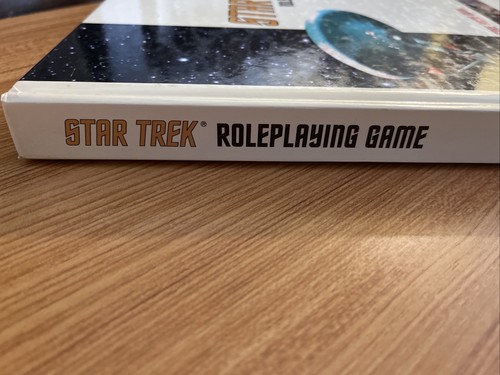 STAR TREK® ROLEPLAYING GAME